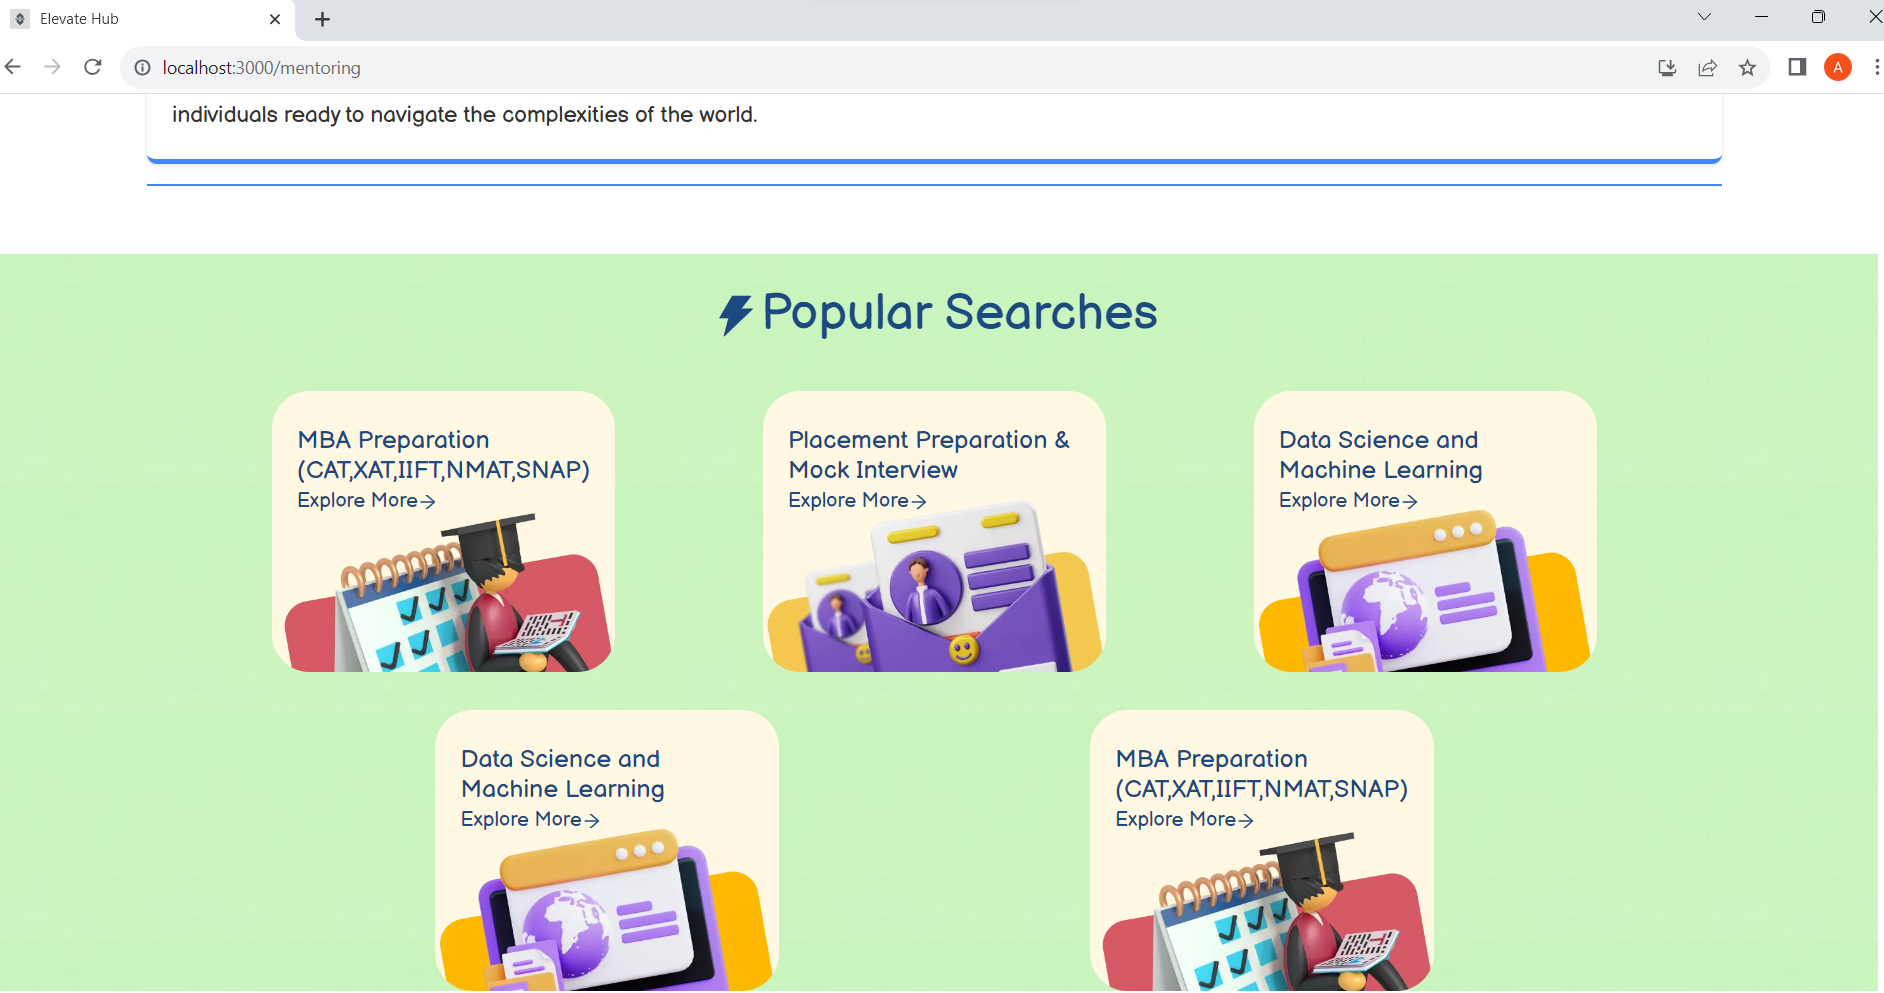 Elevate Hub
localhost:3000/mentoring
A
individuals ready to navigate the complexities of the world.
Popular Searches
MBA Preparation
(CAT,XAT,IIFT,NMAT,SNAP)
Explore More→
Placement Preparation &
Mock Interview
Explore More→
Data Science and
Machine Learning
Explore More→
Data Science and
Machine Learning
Explore More→
MBA Preparation
(CAT,XAT,IIFT,NMAT,SNAP)
Explore More→